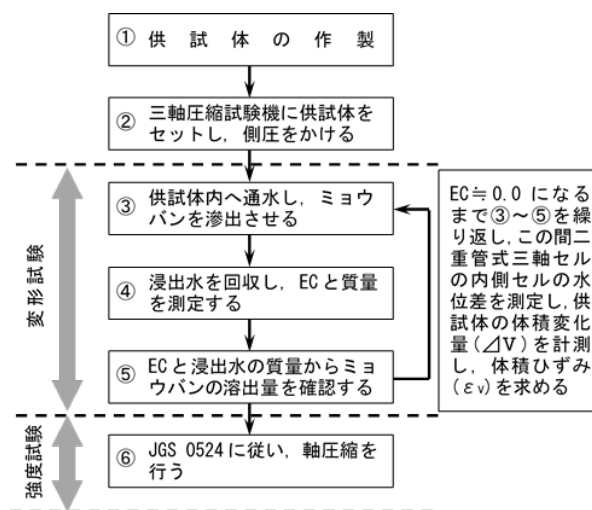 ① 供試体の作製
② 三軸圧縮試験機に供試体を
セットし，側圧をかける
③ 供試体内へ通水し，ミョウ
バンを滲出させる
④ 浸出水を回収し，ECと質量
を測定する
⑤ ECと浸出水の質量からミョ
ウバンの溶出量を確認する
⑥ JGS 0524に従い，軸圧縮を
行う
変形試験
強度試験
EC≒0.0 になる
まで③～⑤を繰
り返し，この間二
重管式三軸セル
の内側セルの水
位差を測定し，供
試体の体積変化
量(⊿V)を計測
し，体積ひずみ
(εv)を求める